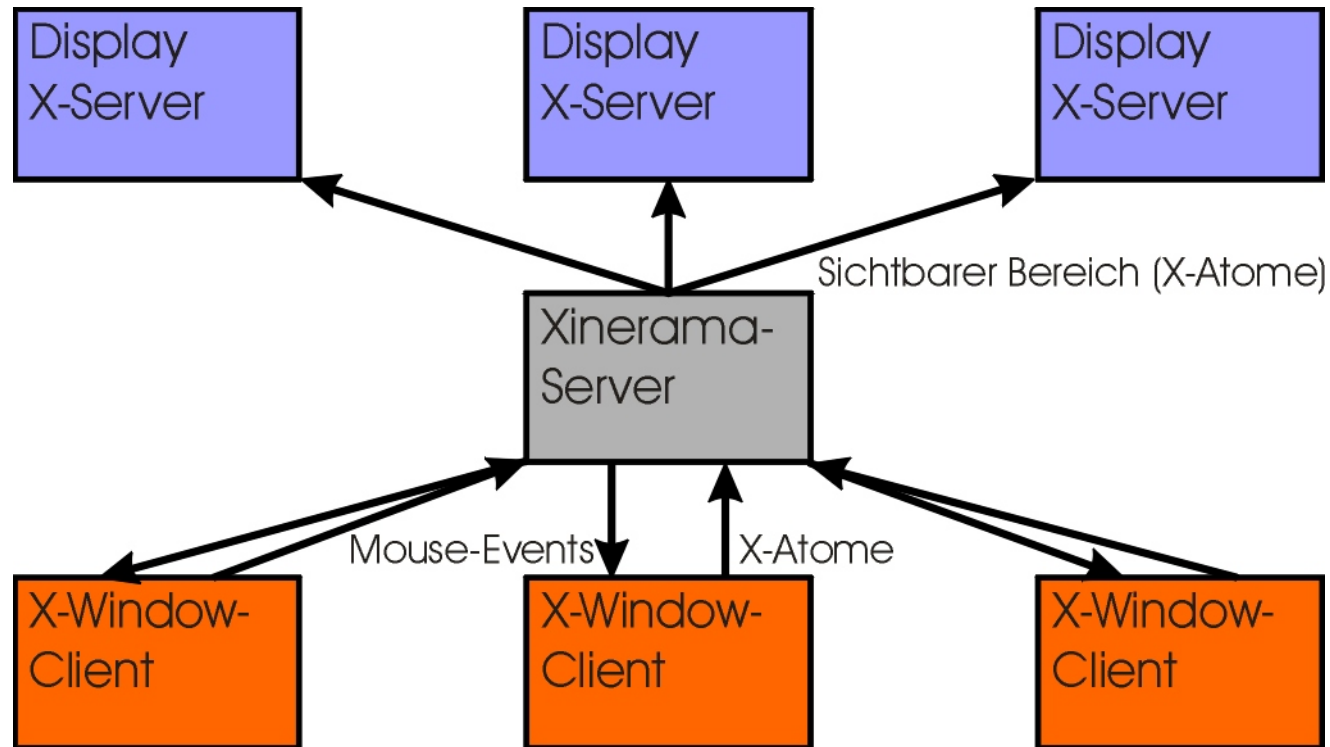 Display
X-Server
Display
X-Server
Display
X-Server
Sichtbarer Bereich (X-Atome)
Xinerama-
Server
Mouse-Events
X-Atome
X-Window-
Client
X-Window-
Client
X-Window-
Client